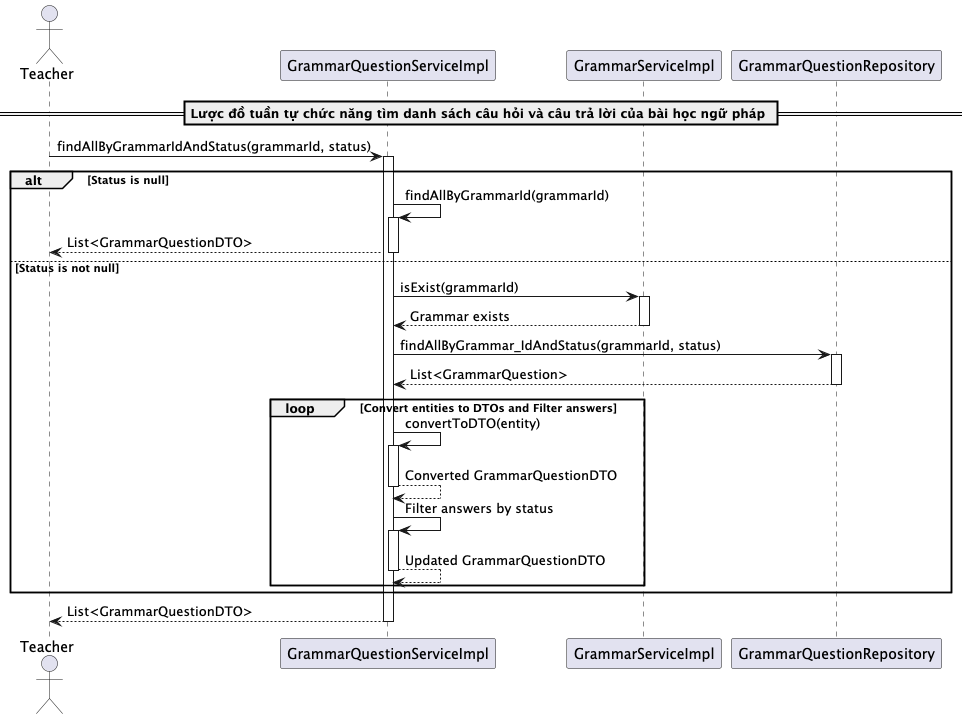 Teacher
GrammarQuestionServiceImpl
GrammarServiceImpl
GrammarQuestionRepository
Lược đồ tuần tự chức năng tìm danh sách câu hỏi và câu trả lời của bài học ngữ pháp
findAllByGrammarIdAndStatus(grammarId, status)
alt
[Status is null]
findAllByGrammarId(grammarId)
List<GrammarQuestionDTO>
[Status is not null]
isExist(grammarId)
Grammar exists
findAllByGrammar_IdAndStatus(grammarId, status)
List<GrammarQuestion>
loop
[Convert entities to DTOs and Filter answers]
convertToDTO(entity)
Converted GrammarQuestionDTO
Filter answers by status
Updated GrammarQuestionDTO
List<GrammarQuestionDTO>
Teacher
GrammarQuestionServiceImpl
GrammarServiceImpl
GrammarQuestionRepository